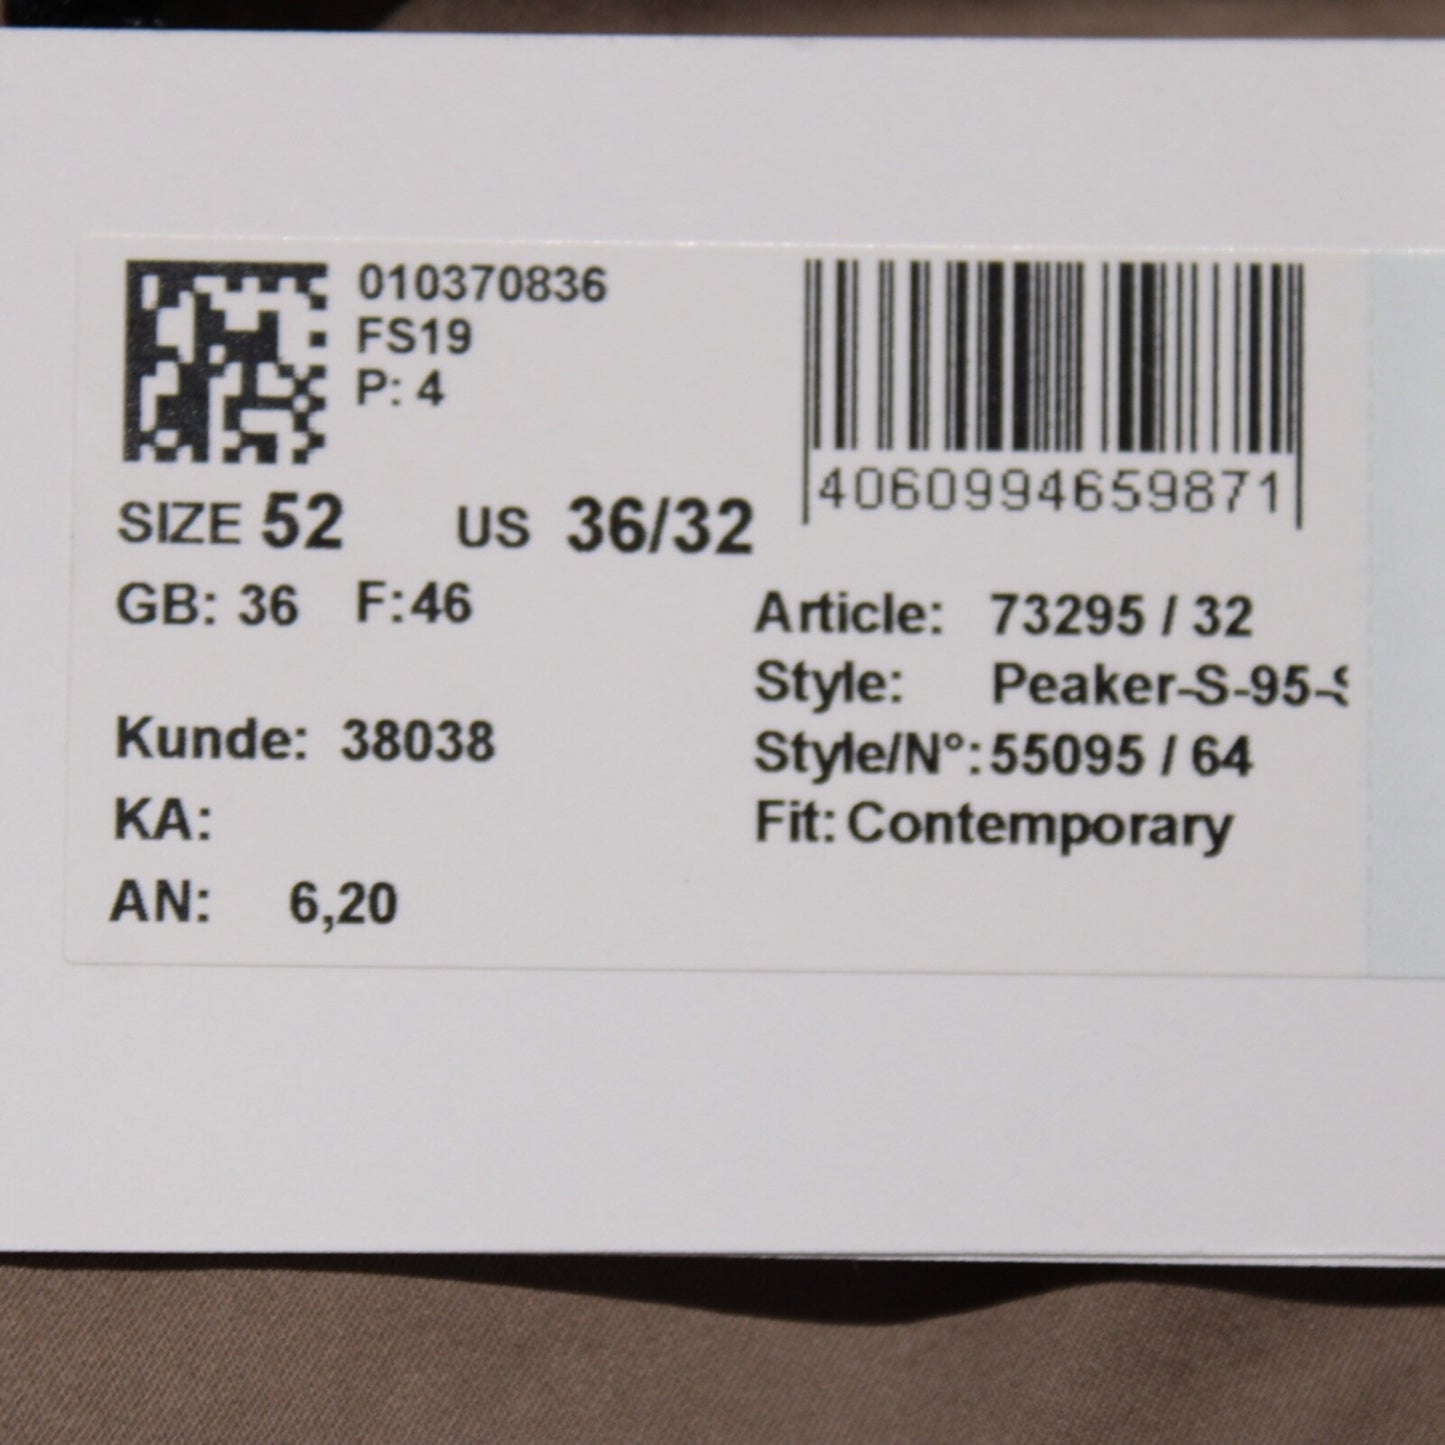 010370836
FS19
P: 4
4060994659871
SIZE 52 US 36/32
GB: 36 F:46
Kunde: 38038
KA:
AN: 6,20
Article: 73295 / 32
Style: Peaker-S-95-
Style/N°: 55095 / 64
Fit: Contemporary